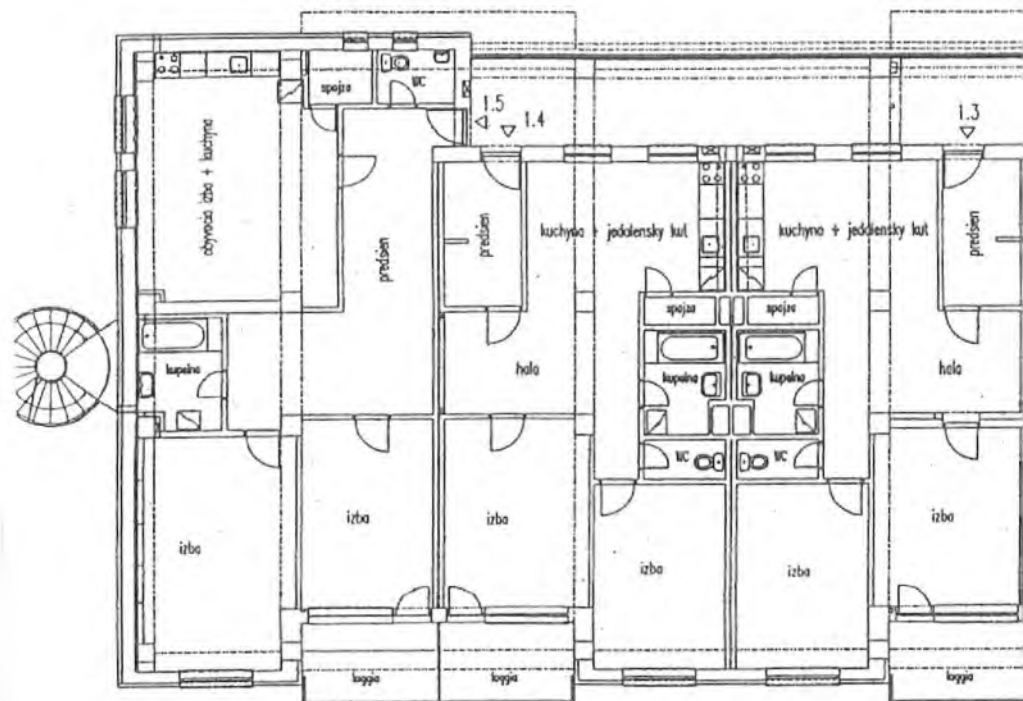 spajza
WC
1.5
1.4
1.3
obyvacia izba + kuchyna
predsien
predsien
kuchyna + jedalensky kut
kuchyna + jedalensky kut
predsien
spajza
spajza
kupelna
hala
kupelna
kupelna
hala
WC
WC
izba
izba
izba
izba
izba
izba
loggia
loggia
loggia